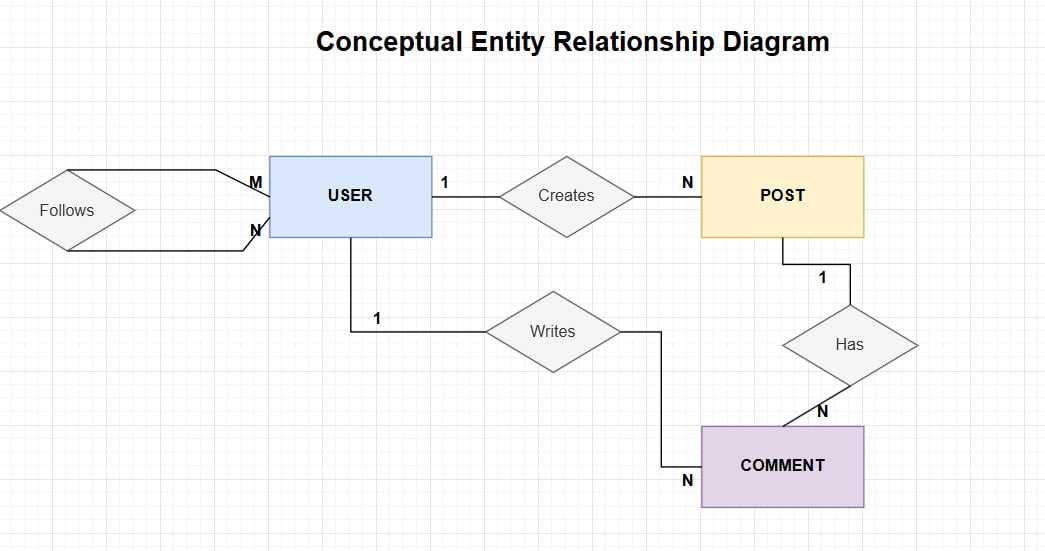 Conceptual Entity Relationship Diagram
M
USER
1
Creates
N
POST
Follows
N
1
1
Writes
Has
N
COMMENT
N